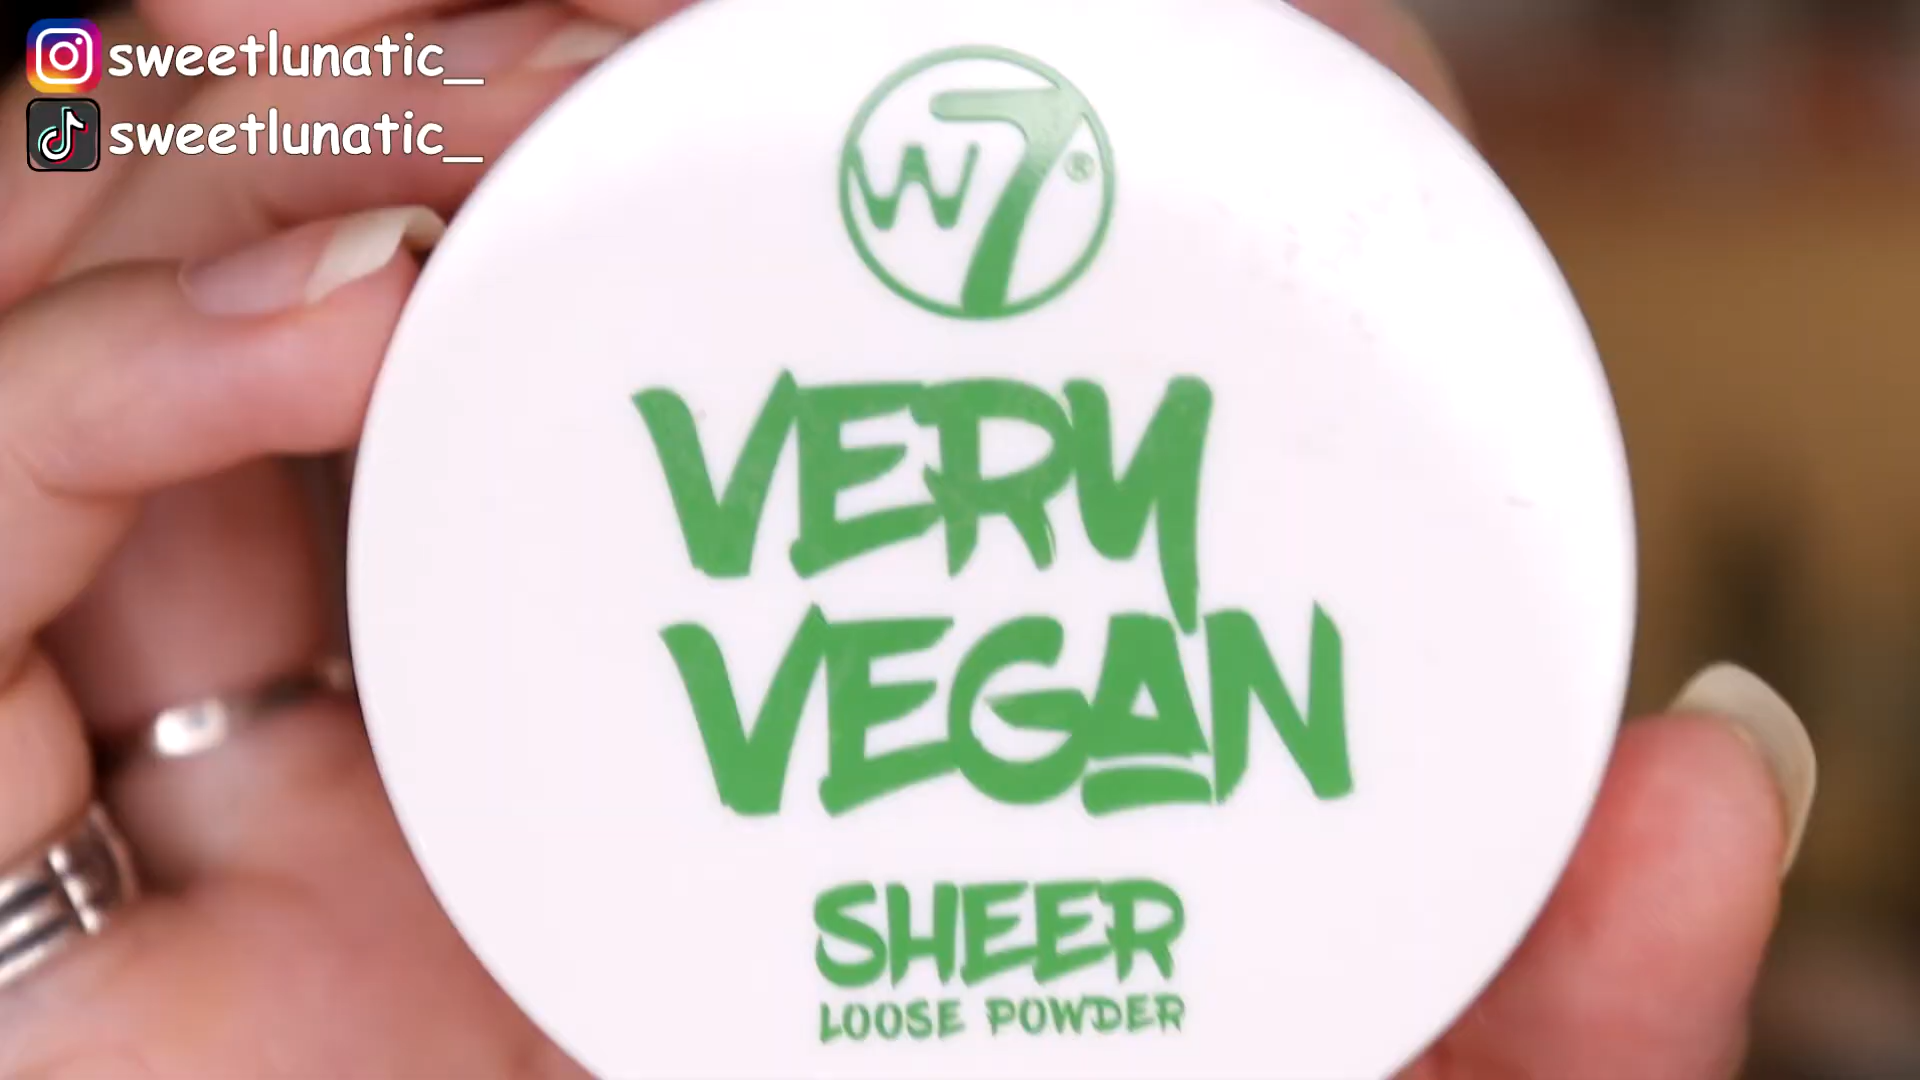 sweetlunatic_
sweetlunatic_
W7®
VERY
VEGAN
SHEER
LOOSE POWDER